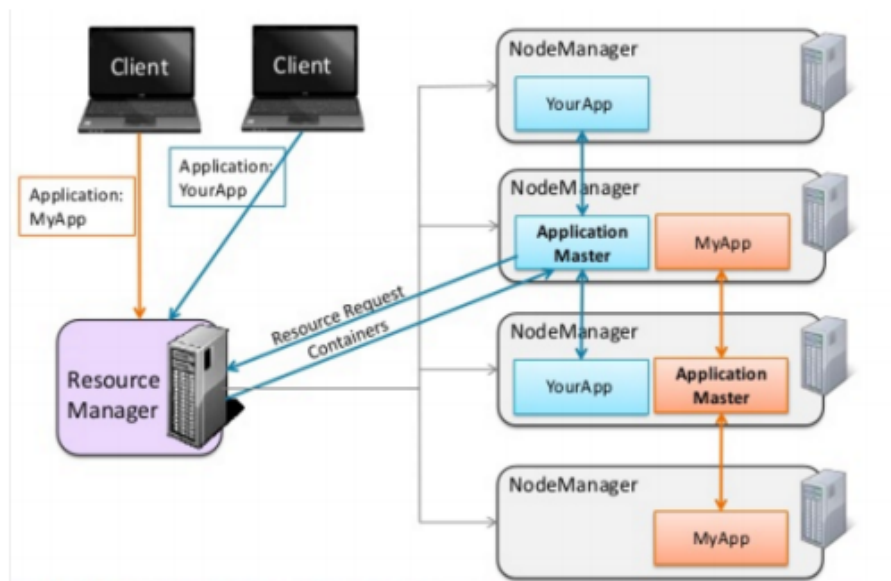 Client
Client
Application:
MyApp
Application:
YourApp
Resource
Manager
Resource Request
Containers
NodeManager
YourApp
NodeManager
Application
Master
MyApp
NodeManager
YourApp
Application
Master
NodeManager
MyApp